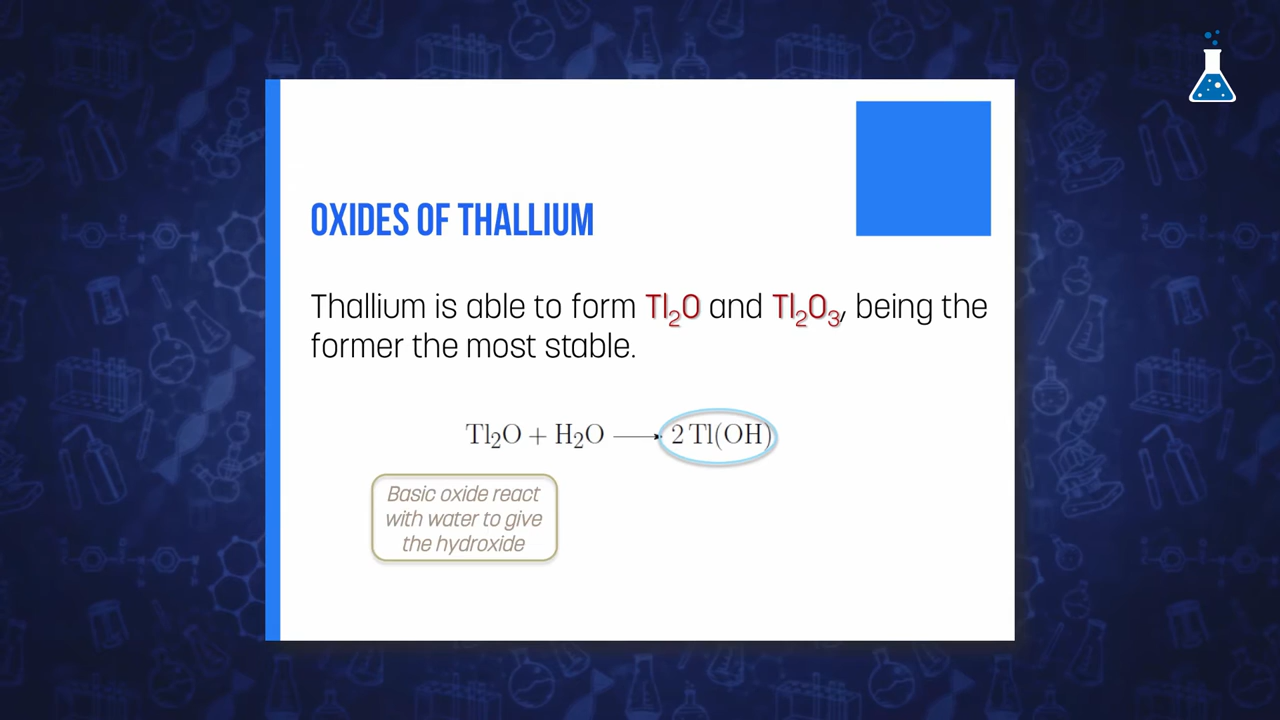 OXIDES OF THALLIUM
Thallium is able to form Tl₂O and Tl₂O₃, being the
former the most stable.
Tl₂O + H₂O ⟶ 2 Tl(OH)
Basic oxide react
with water to give
the hydroxide